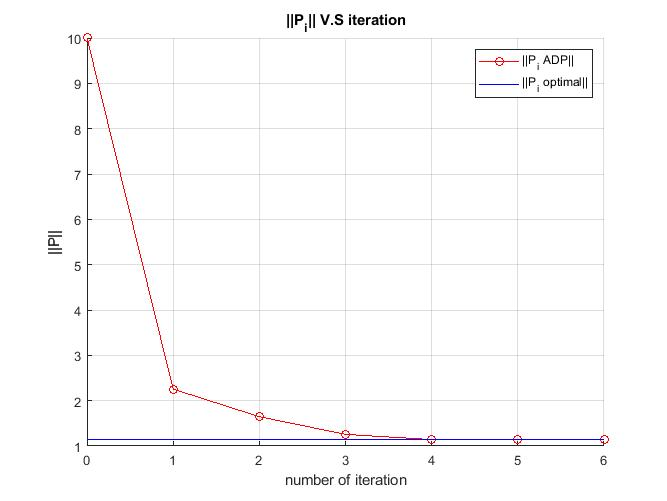 ||P_i|| V.S iteration
||P_i ADP||
||P_i optimal||
||P||
10
9
8
7
6
5
4
3
2
1
0 1 2 3 4 5 6
number of iteration